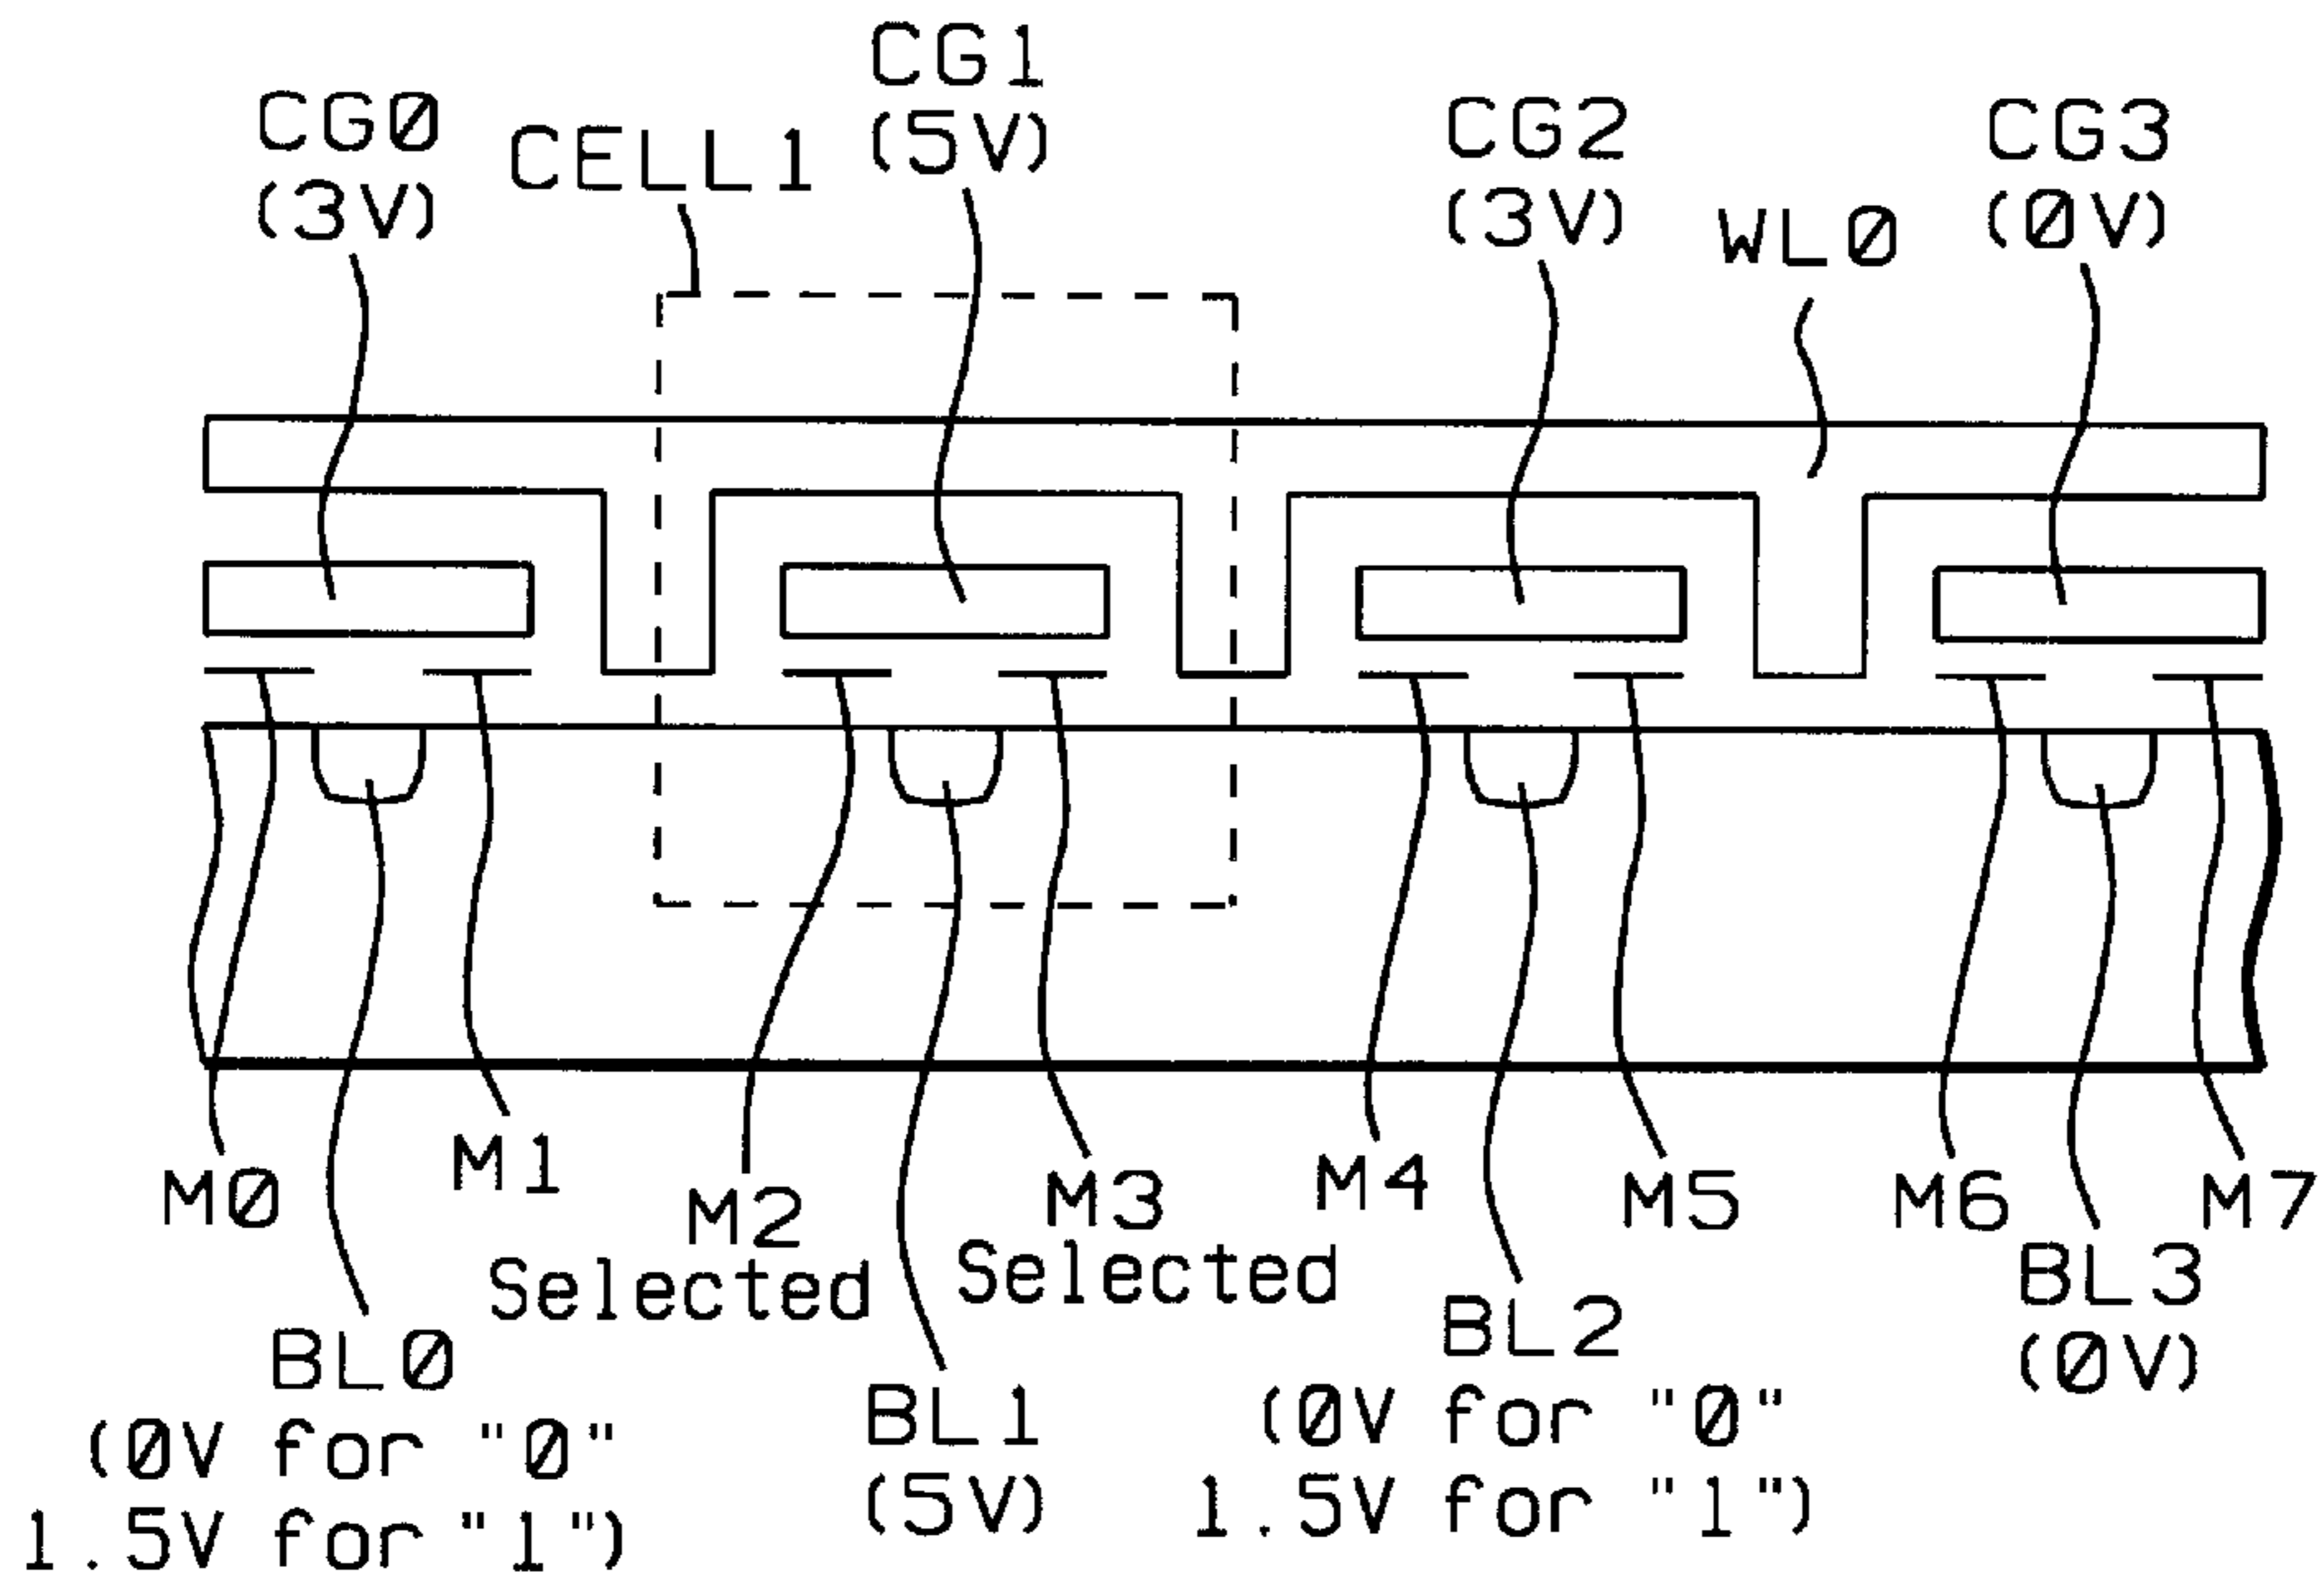 CG0
(3V)
CELL1
CG1
(5V)
CG2
(3V)
WL0
CG3
(0V)
M0
M1
M2
Selected
M3
Selected
M4
M5
M6
M7
BL0
(0V for "0"
1.5V for "1")
BL1
(5V)
BL2
(0V for "0"
1.5V for "1")
BL3
(0V)